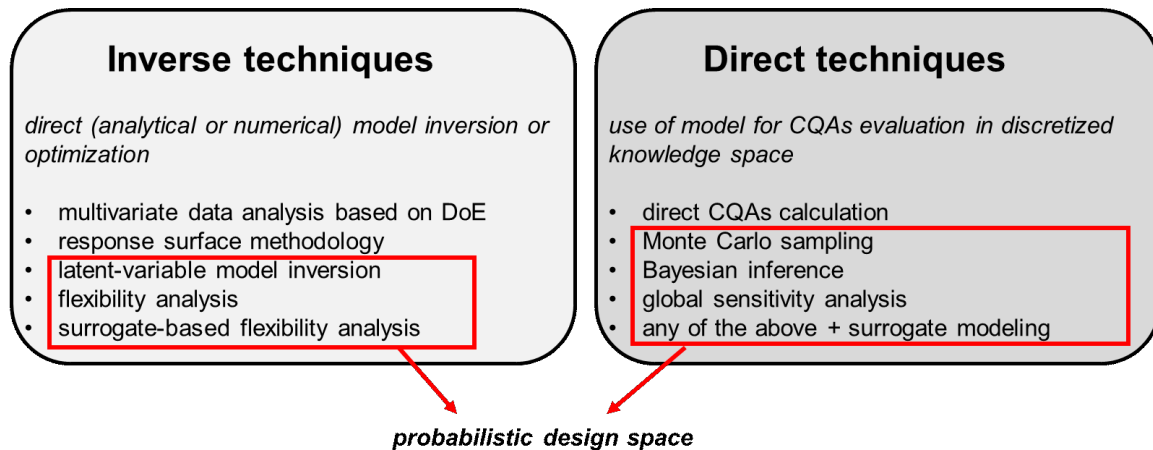 Inverse techniques
direct (analytical or numerical) model inversion or
optimization
• multivariate data analysis based on DoE
• response surface methodology
• latent-variable model inversion
• flexibility analysis
• surrogate-based flexibility analysis
Direct techniques
use of model for CQAs evaluation in discretized
knowledge space
• direct CQAs calculation
• Monte Carlo sampling
• Bayesian inference
• global sensitivity analysis
• any of the above + surrogate modeling
probabilistic design space